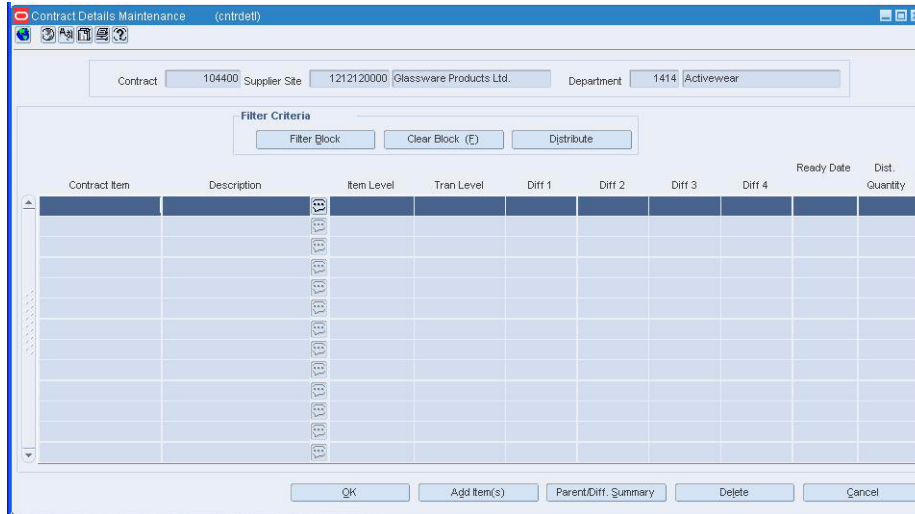 Contract Details Maintenance (cntrdetl)
Contract 104400 Supplier Site 1212120000 Glassware Products Ltd. Department 1414 Activewear
Filter Criteria
Filter Block Clear Block (F) Distribute
Ready Date Dist.
Contract Item Description Item Level Tran Level Diff 1 Diff 2 Diff 3 Diff 4 Quantity
OK Add Item(s) Parent/Diff. Summary Delete Cancel